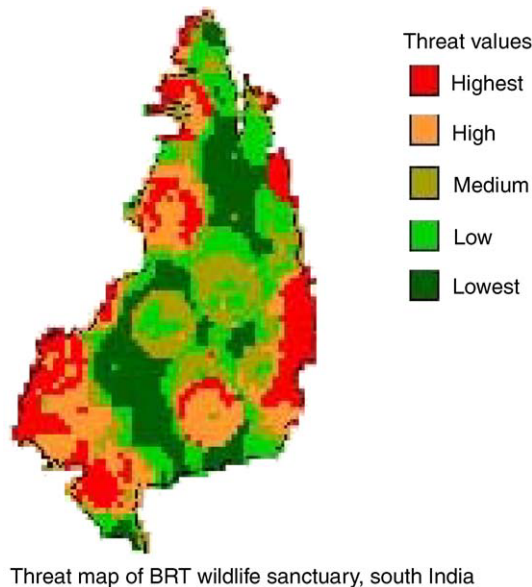 Threat values
Highest
High
Medium
Low
Lowest
Threat map of BRT wildlife sanctuary, south India